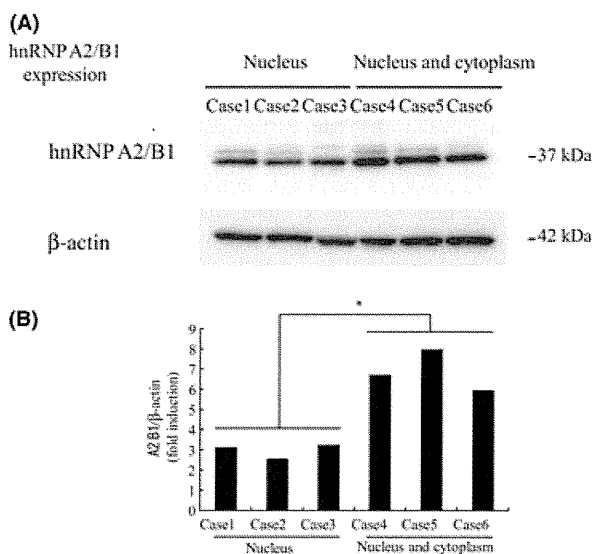 (A)
hnRNP A2/B1
expression
Nucleus
Nucleus and cytoplasm
Case1 Case2 Case3 Case4 Case5 Case6
hnRNP A2/B1
-37 kDa
β-actin
-42 kDa
(B)
*
A2B1/β-actin
(fold induction)
9
8
7
6
5
4
3
2
1
0
Case1 Case2 Case3 Case4 Case5 Case6
Nucleus
Nucleus and cytoplasm